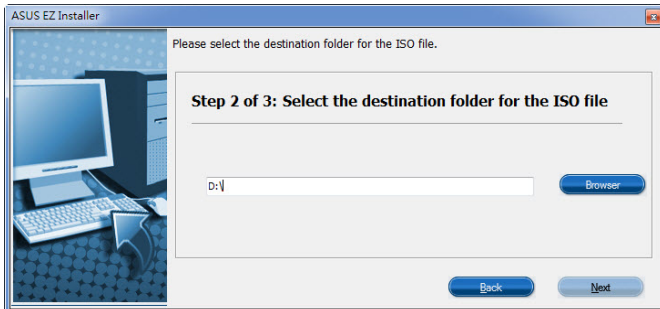 ASUS EZ Installer
Please select the destination folder for the ISO file.
Step 2 of 3: Select the destination folder for the ISO file
D:\
Browser
Back
Next